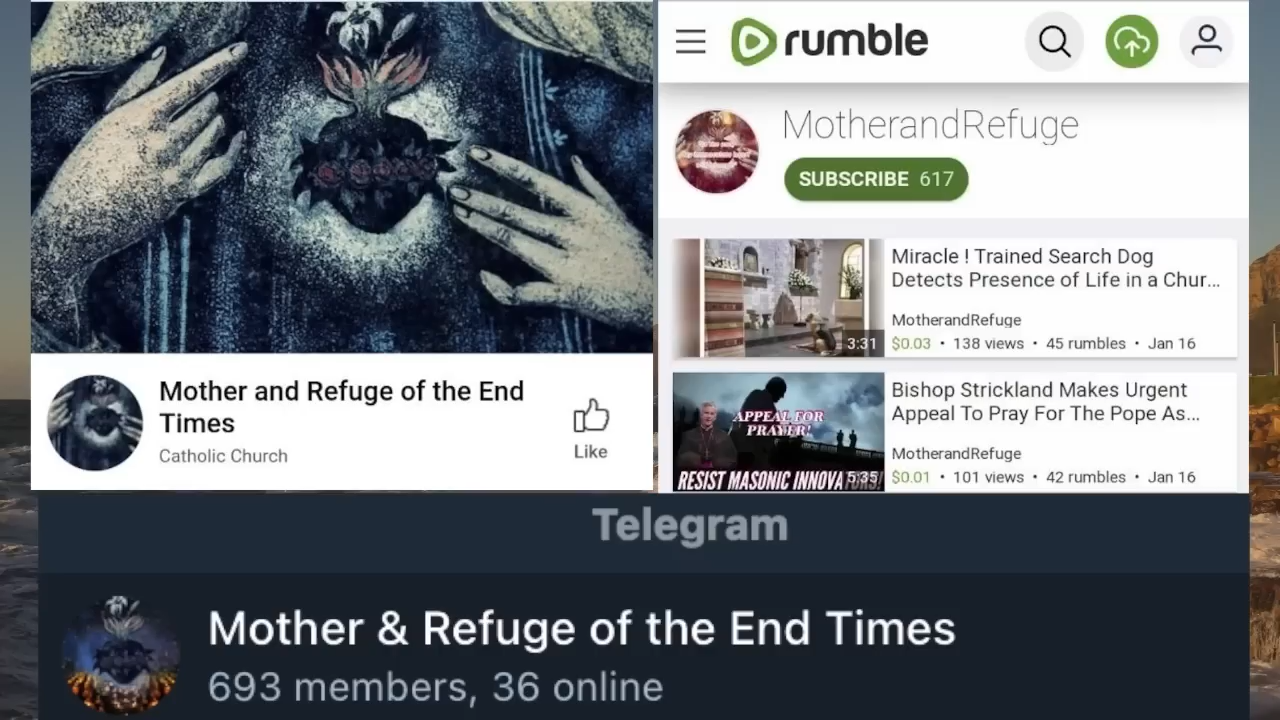 Mother and Refuge of the End
Times
Catholic Church
Like
rumble
MotherandRefuge
SUBSCRIBE 617
3:31
Miracle ! Trained Search Dog
Detects Presence of Life in a Chur...
MotherandRefuge
$0.03 • 138 views • 45 rumbles • Jan 16
APPEAL FOR
PRAYER!
RESIST MASONIC INNOVATORS!
5:35
Bishop Strickland Makes Urgent
Appeal To Pray For The Pope As...
MotherandRefuge
$0.01 • 101 views • 42 rumbles • Jan 16
Telegram
Mother & Refuge of the End Times
693 members, 36 online